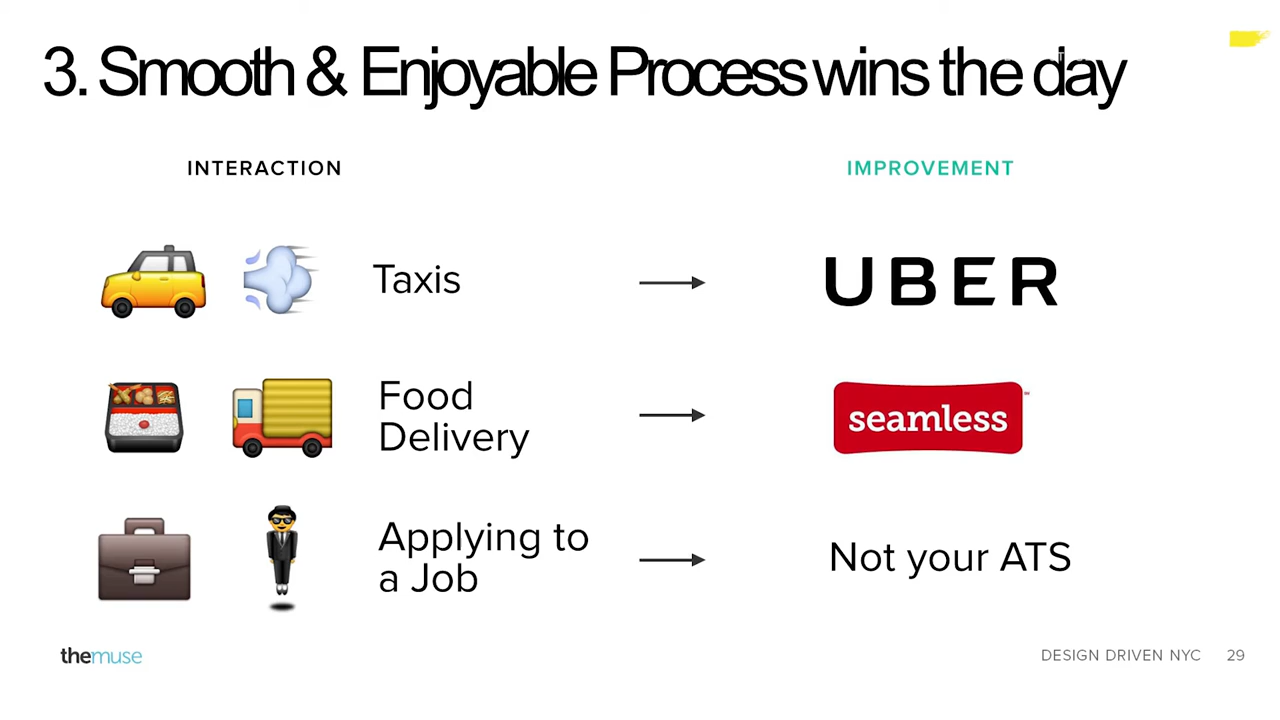 3. Smooth & Enjoyable Process wins the day
INTERACTION
IMPROVEMENT
Taxis
UBER
Food
Delivery
seamless™
Applying to
a Job
Not your ATS
themuse
DESIGN DRIVEN NYC 29